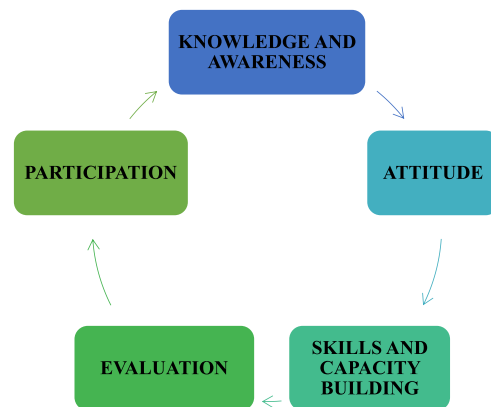 KNOWLEDGE AND
AWARENESS
ATTITUDE
SKILLS AND
CAPACITY
BUILDING
EVALUATION
PARTICIPATION